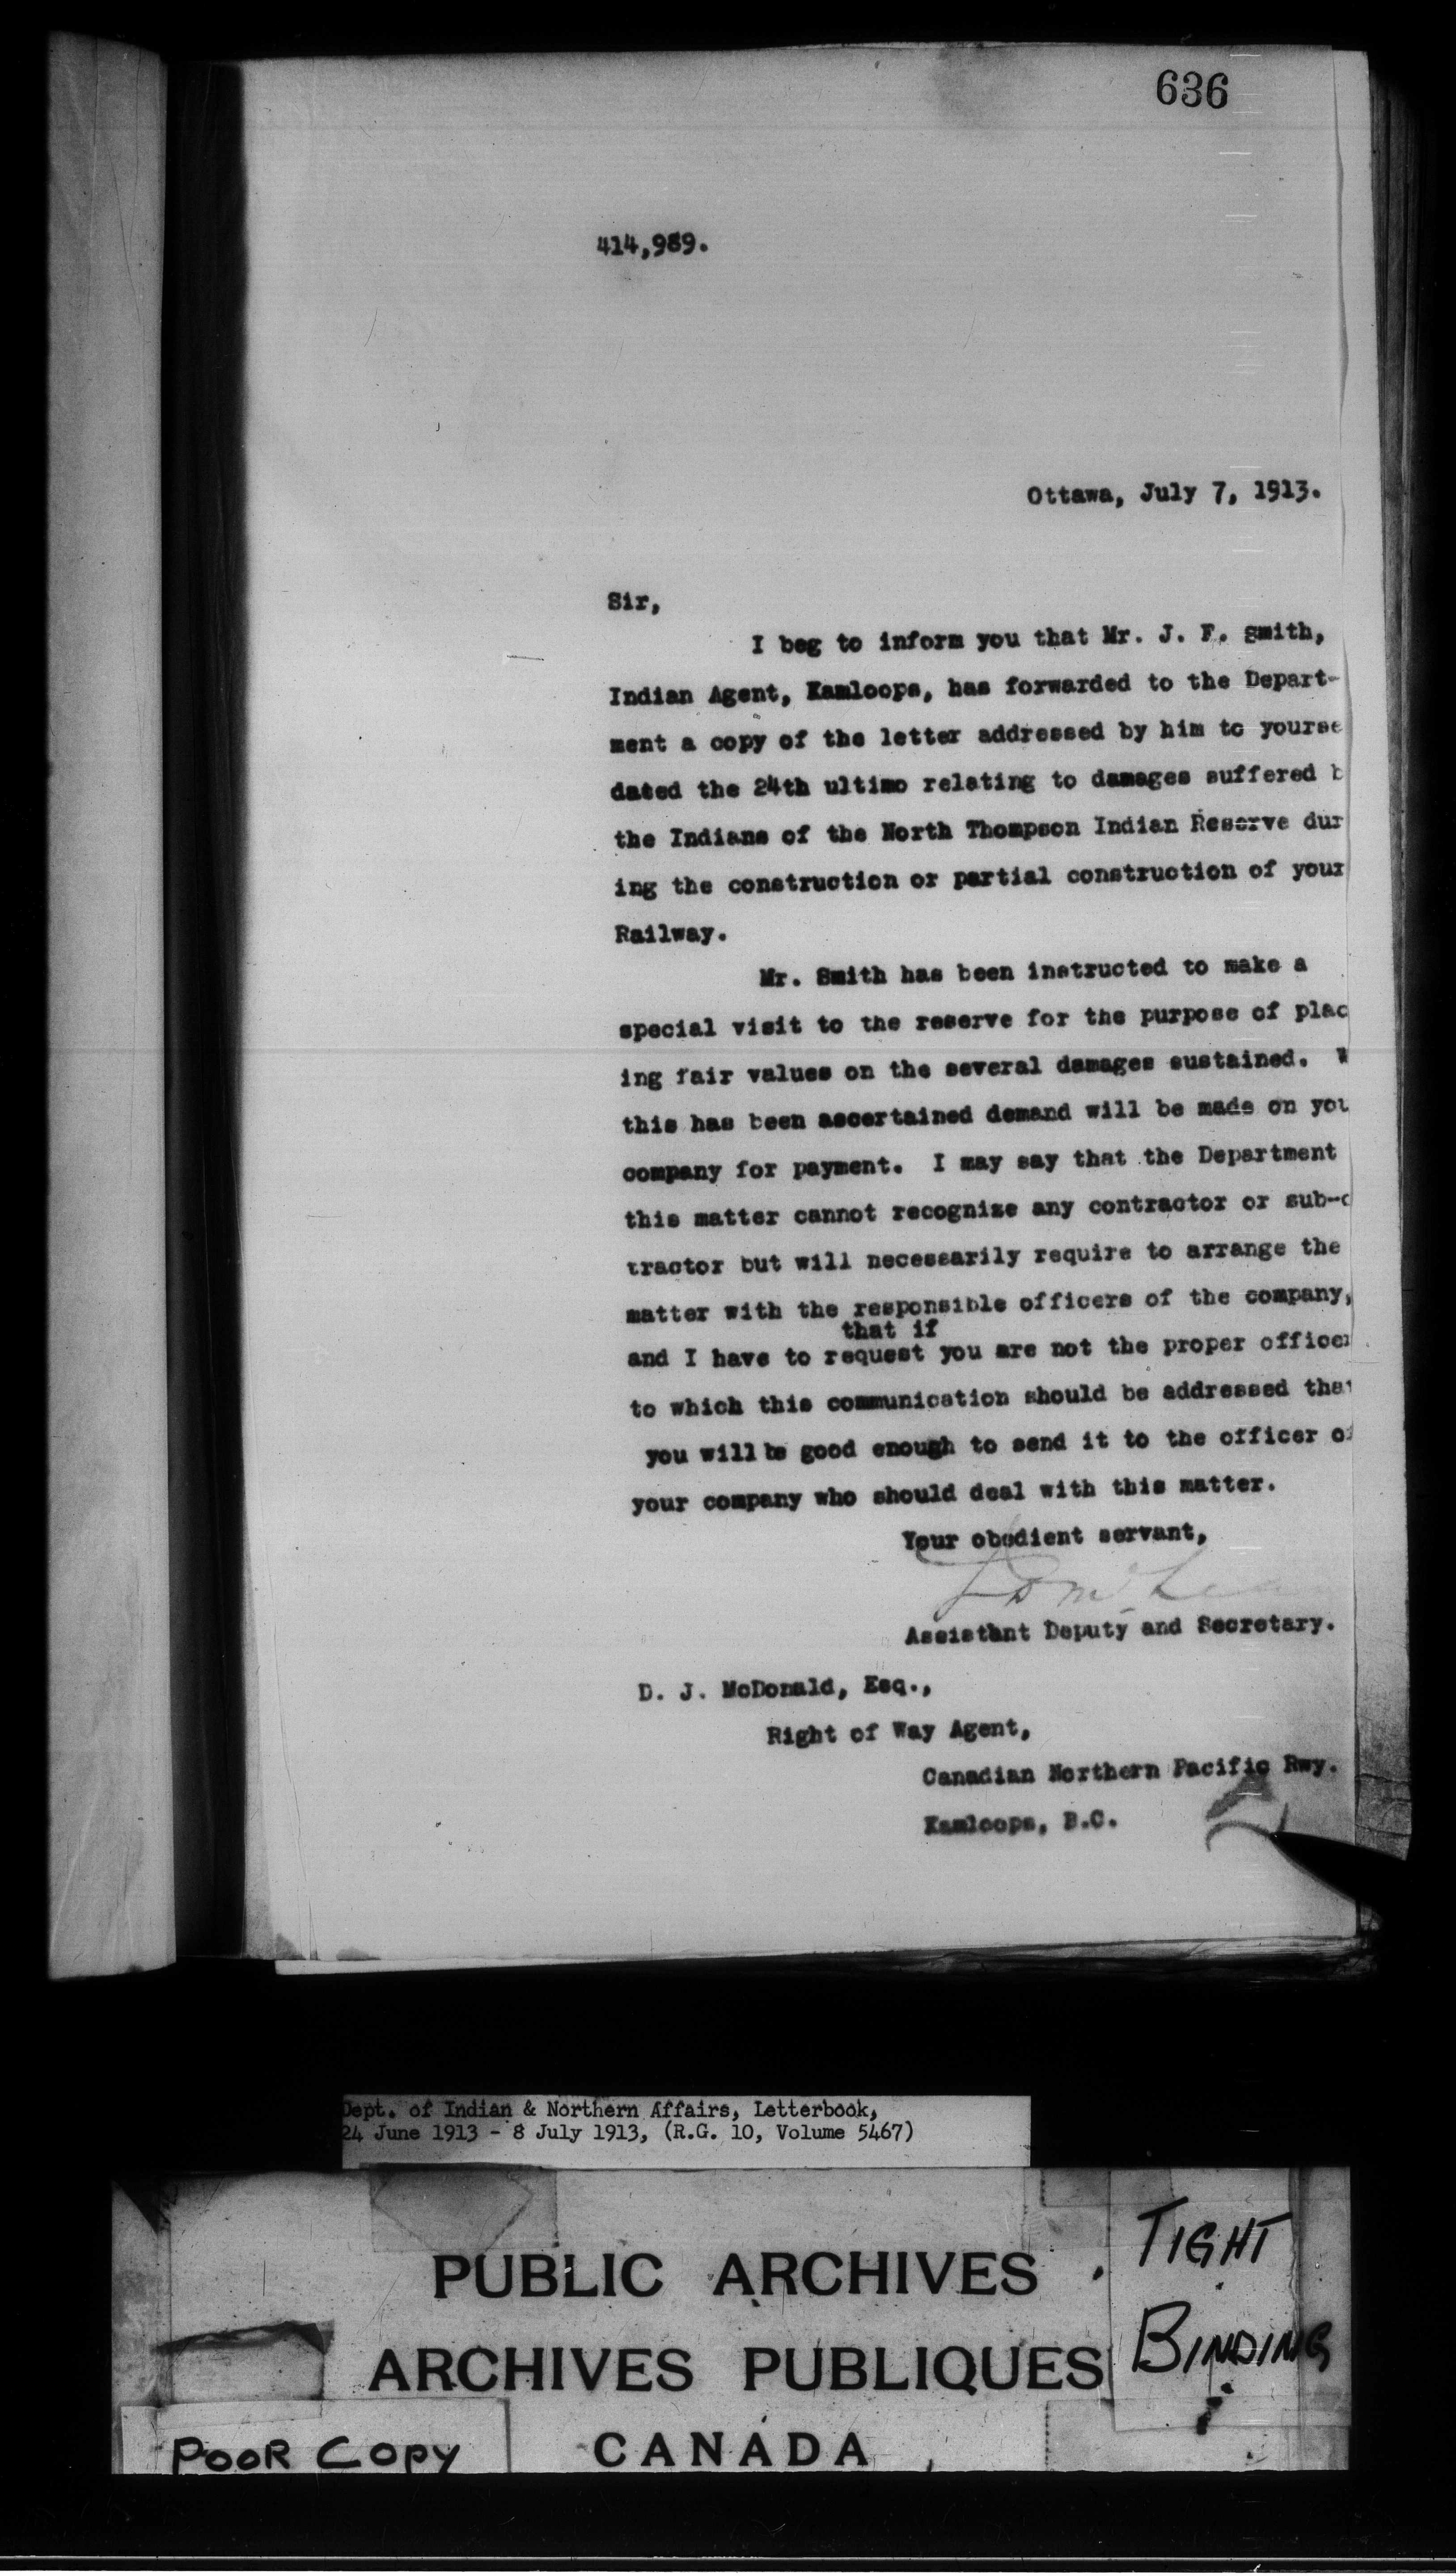 636
414,989.
Ottawa, July 7, 1913.
Sir,
I beg to inform you that Mr. J. F. Smith,
Indian Agent, Kamloops, has forwarded to the Depart-
ment a copy of the letter addressed by him to yourse
dated the 24th ultimo relating to damages suffered b
the Indians of the North Thompson Indian Reserve dur
ing the construction or partial construction of your
Railway.
Mr. Smith has been instructed to make a
special visit to the reserve for the purpose of plac
ing fair values on the several damages sustained. W
this has been ascertained demand will be made on you
company for payment. I may say that the Department
this matter cannot recognize any contractor or sub-c
tractor but will necessarily require to arrange the
matter with the responsible officers of the company,
that if
and I have to request you are not the proper officer
to which this communication should be addressed that
you will be good enough to send it to the officer of
your company who should deal with this matter.
Your obedient servant,
Assistant Deputy and Secretary.
D. J. McDonald, Esq.,
Right of Way Agent,
Canadian Northern Pacific Rwy.
Kamloops, B.C.
Dept. of Indian & Northern Affairs, Letterbook,
24 June 1913 - 8 July 1913, (R.G. 10, Volume 5467)
PUBLIC ARCHIVES
ARCHIVES PUBLIQUES
CANADA
TIGHT
BINDING
POOR COPY